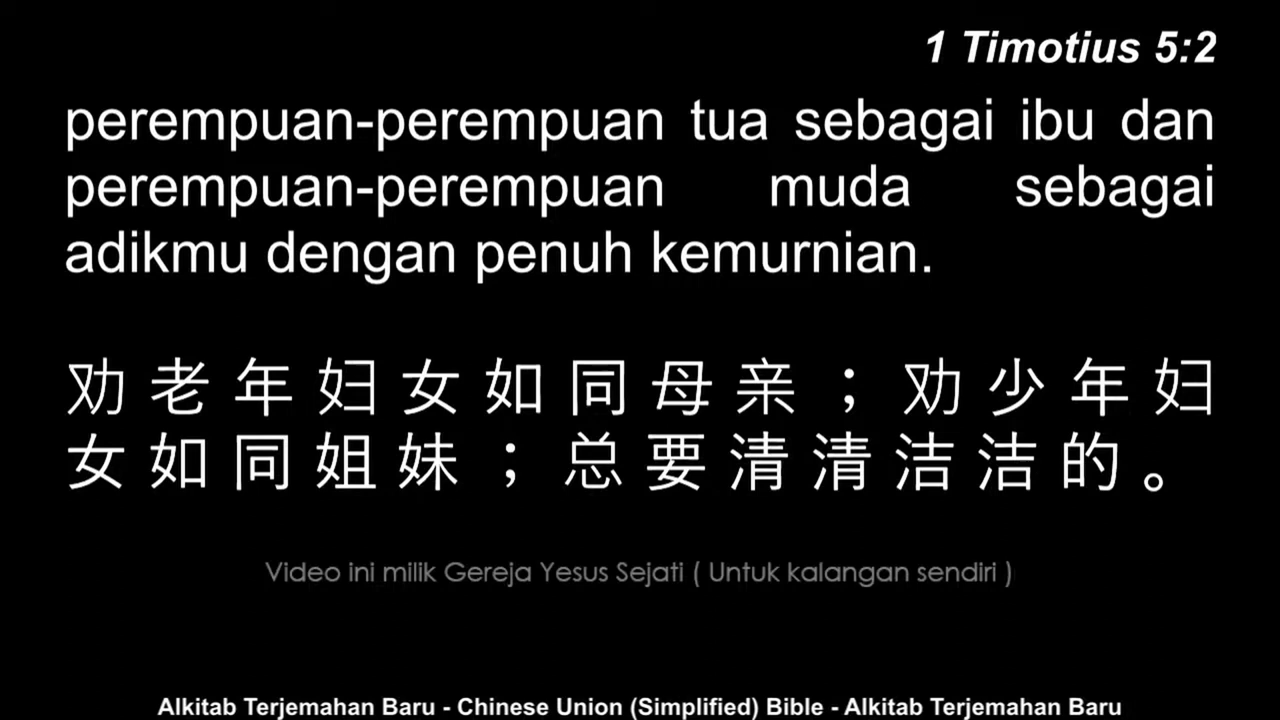 1 Timotius 5:2
perempuan-perempuan tua sebagai ibu dan
perempuan-perempuan muda sebagai
adikmu dengan penuh kemurnian.
劝老年妇女如同母亲；劝少年妇
女如同姐妹；总要清清洁洁的。
Video ini milik Gereja Yesus Sejati ( Untuk kalangan sendiri )
Alkitab Terjemahan Baru - Chinese Union (Simplified) Bible - Alkitab Terjemahan Baru